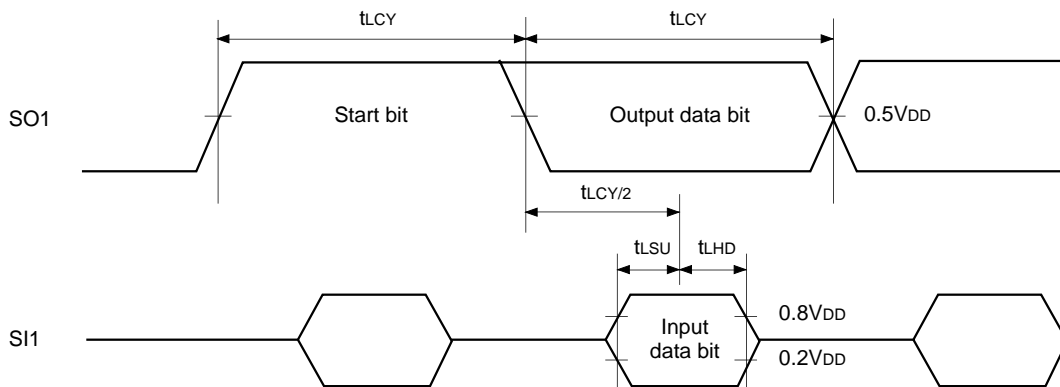 tLCY
tLCY
SO1
Start bit
Output data bit
0.5VDD
tLCY/2
tLSU
tLHD
0.8VDD
SI1
Input
data bit
0.2VDD